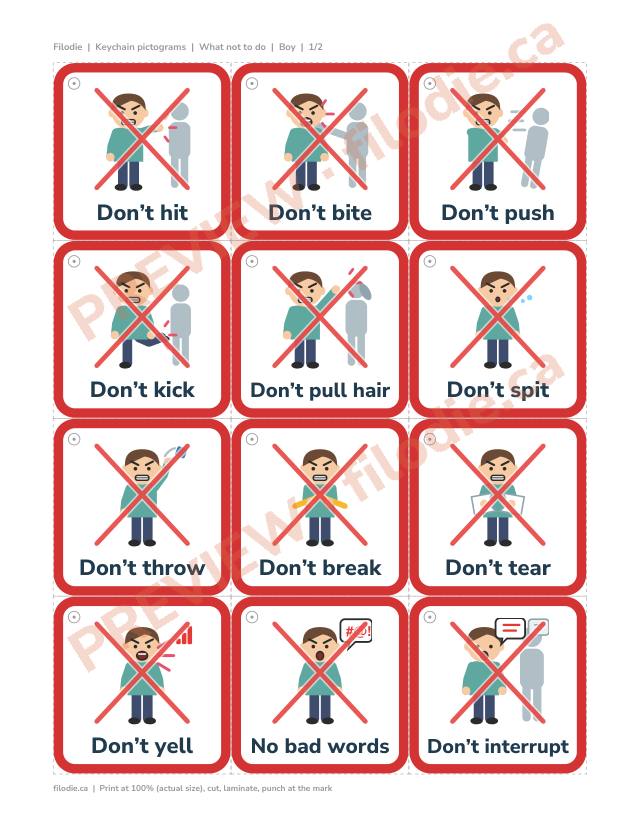 Filodie | Keychain pictograms | What not to do | Boy | 1/2
Don't hit
Don't bite
Don't push
Don't kick
Don't pull hair
Don't spit
Don't throw
Don't break
Don't tear
#@!
Don't yell
No bad words
Don't interrupt
PREVIEW · filodie.ca
PREVIEW · filodie.ca
filodie.ca | Print at 100% (actual size), cut, laminate, punch at the mark